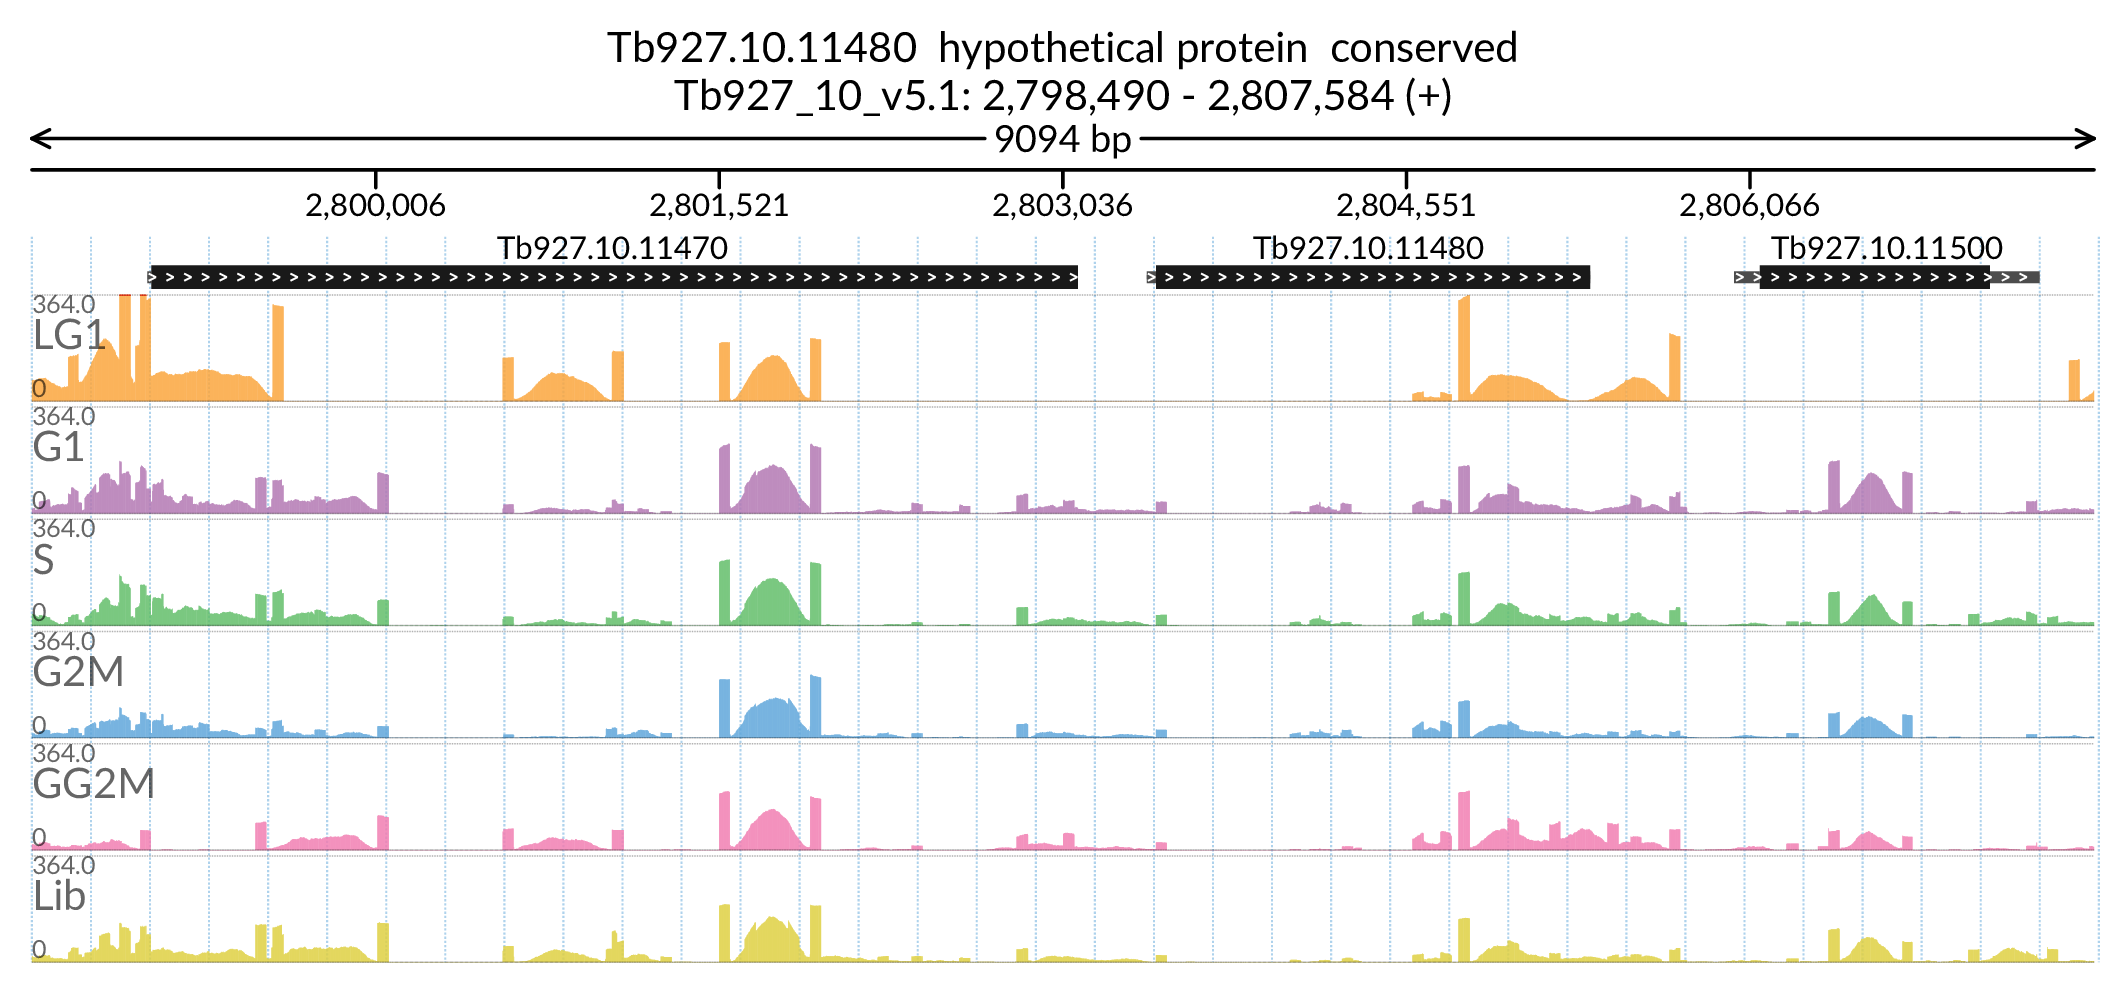 Tb927.10.11480  hypothetical protein  conserved
Tb927_10_v5.1: 2,798,490 - 2,807,584 (+)
9094 bp
2,800,006 2,801,521 2,803,036 2,804,551 2,806,066
Tb927.10.11470 Tb927.10.11480 Tb927.10.11500
364.0
LG1
0
364.0
G1
0
364.0
S
0
364.0
G2M
0
364.0
GG2M
0
364.0
Lib
0